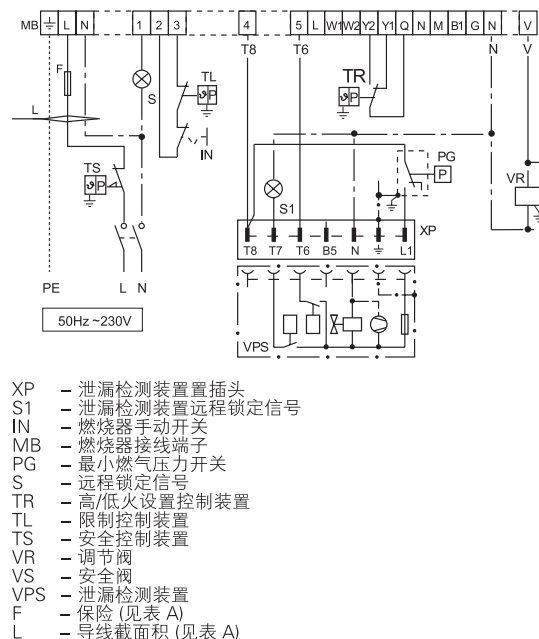 MB L N 1 2 3 4 5 L W1 W2 Y2 Y1 Q N M B1 G N V
T8 T6 N V
F TL TR
ϑ P
L S ϑ P
IN
TS PG
ϑ P P
VR
S1
XP
T8 T7 T6 B5 N L1
PE L N
50Hz ~230V
VPS
XP – 泄漏检测装置置插头
S1 – 泄漏检测装置远程锁定信号
IN – 燃烧器手动开关
MB – 燃烧器接线端子
PG – 最小燃气压力开关
S – 远程锁定信号
TR – 高/低火设置控制装置
TL – 限制控制装置
TS – 安全控制装置
VR – 调节阀
VS – 安全阀
VPS – 泄漏检测装置
F – 保险 (见表 A)
L – 导线截面积 (见表 A)